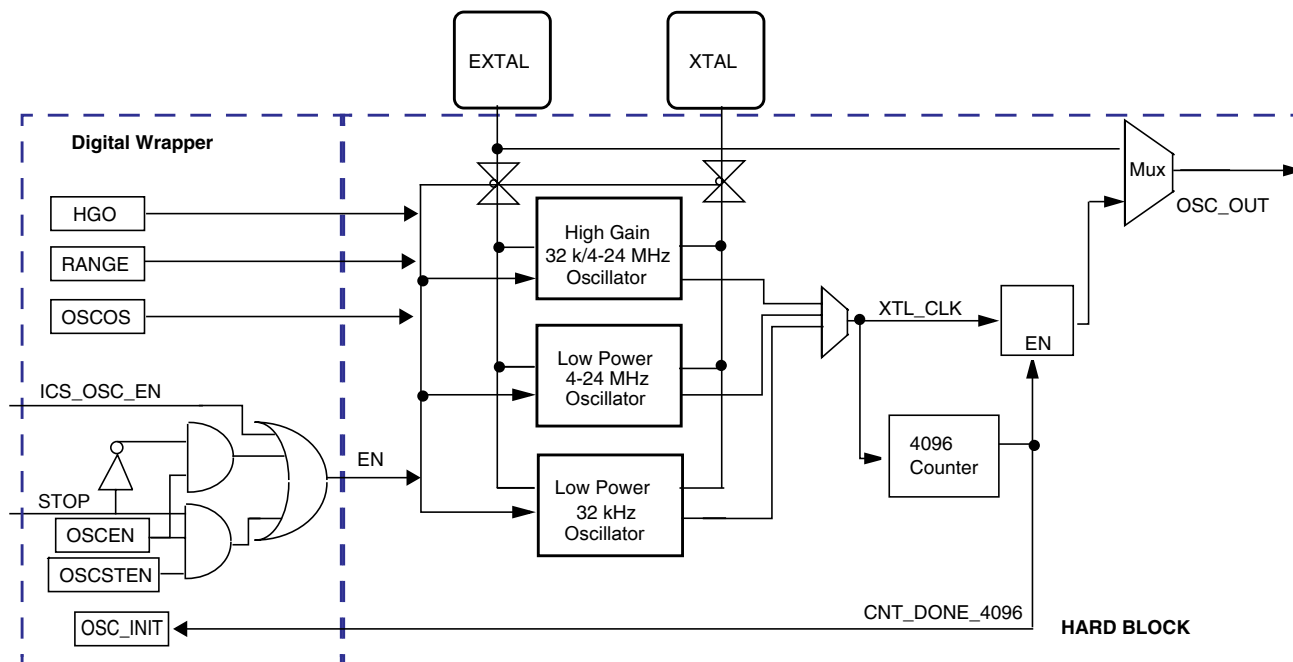 EXTAL
XTAL
Digital Wrapper
Mux
OSC_OUT
HGO
RANGE
OSCOS
High Gain
32 k/4-24 MHz
Oscillator
XTL_CLK
EN
Low Power
4-24 MHz
Oscillator
ICS_OSC_EN
4096
Counter
EN
STOP
OSCEN
OSCSTEN
Low Power
32 kHz
Oscillator
CNT_DONE_4096
OSC_INIT
HARD BLOCK